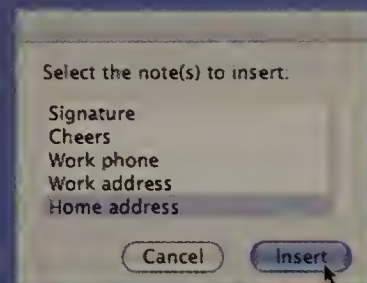 Select the note(s) to insert:
Signature
Cheers
Work phone
Work address
Home address
Cancel
Insert